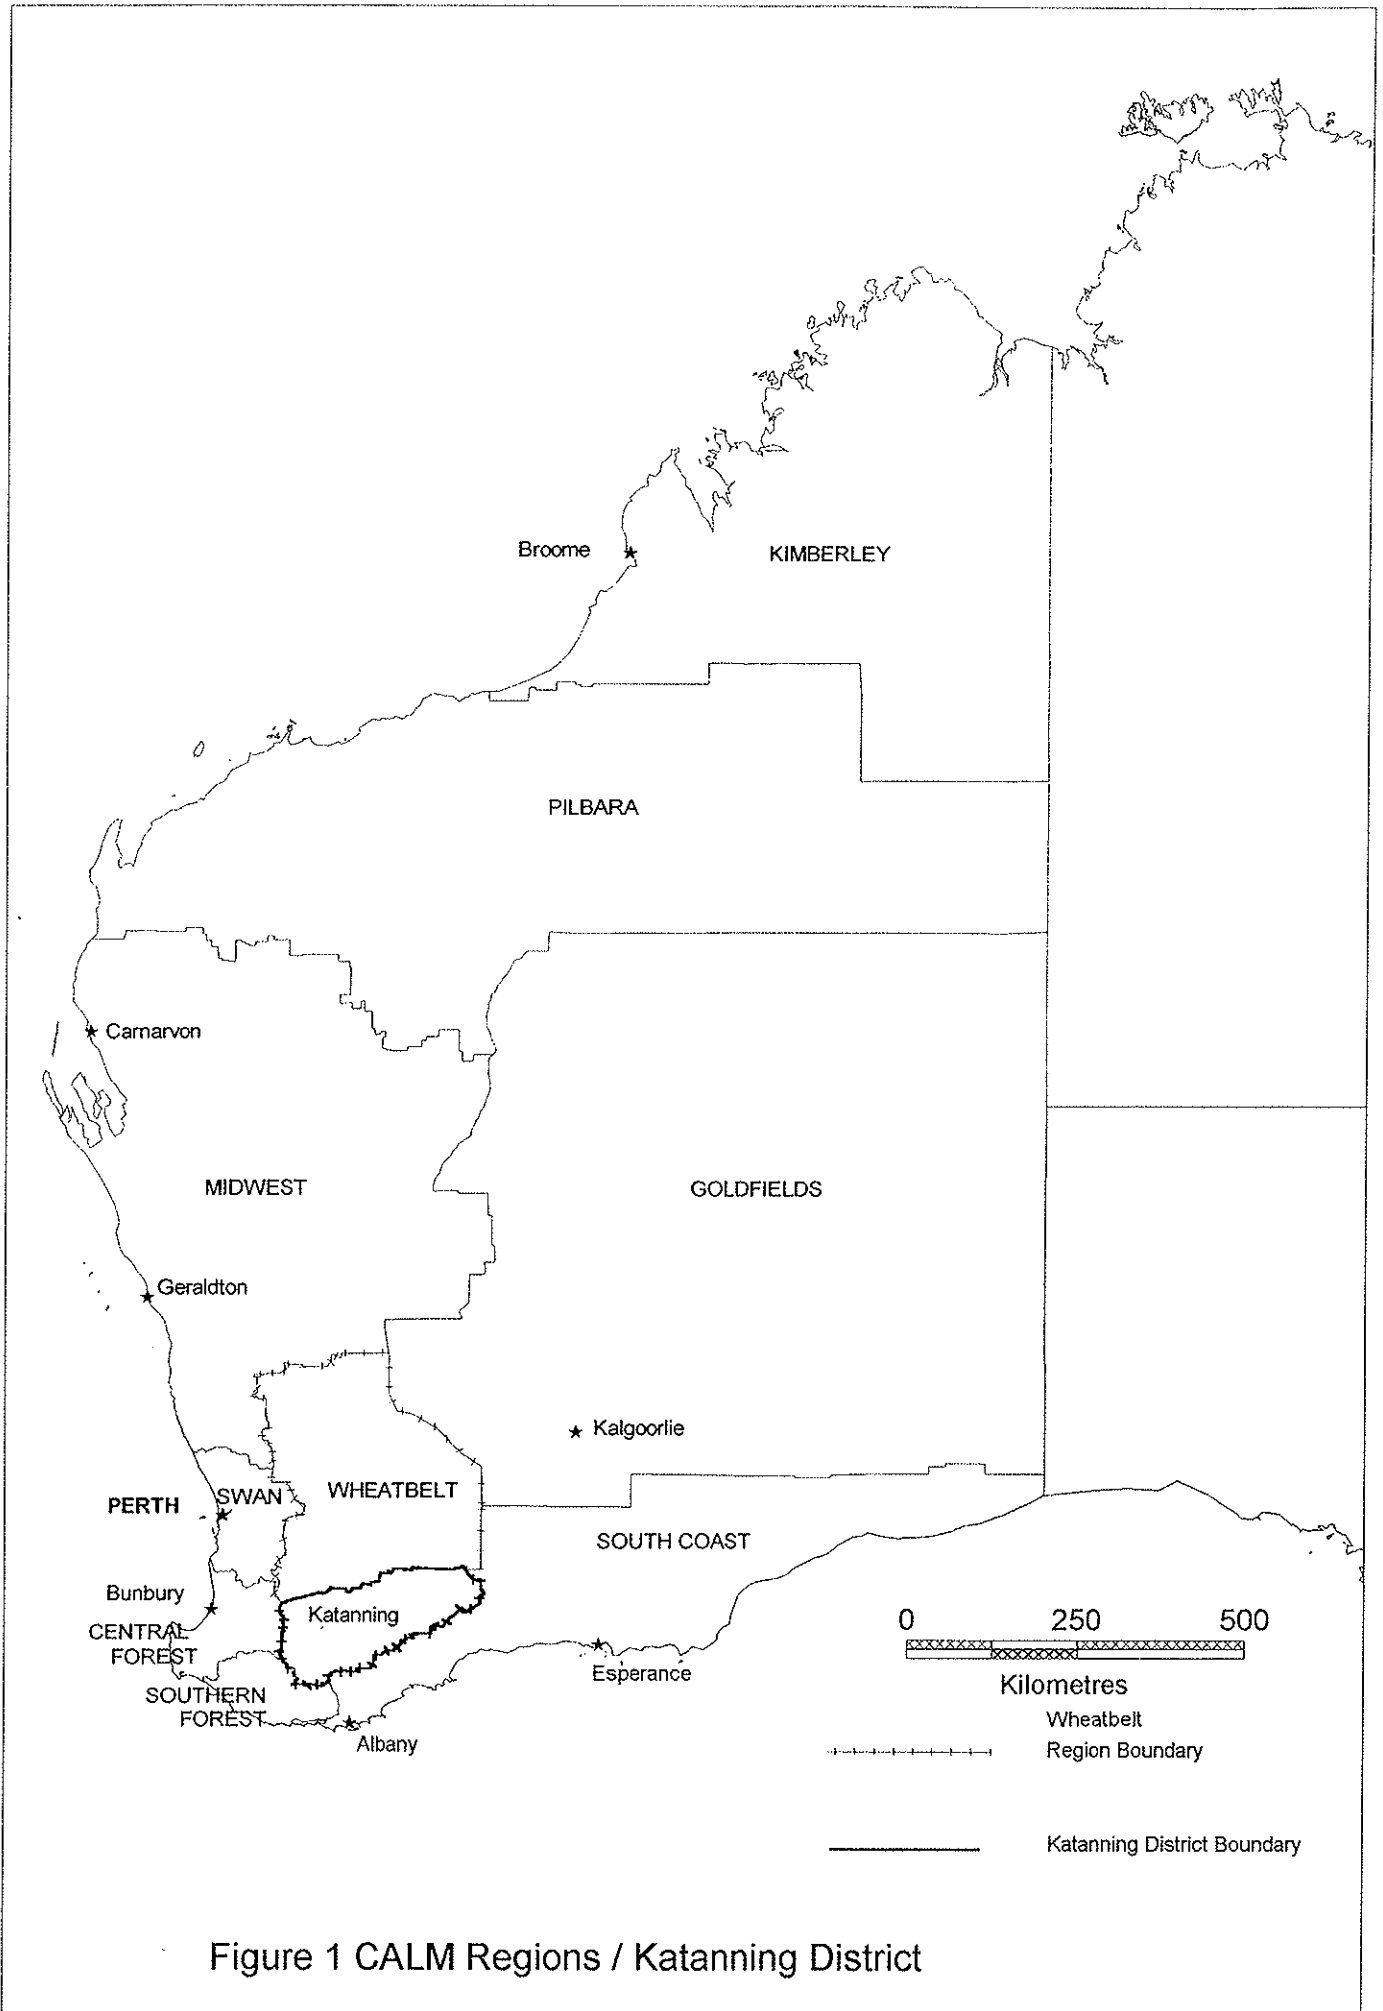 Broome
KIMBERLEY
PILBARA
Carnarvon
MIDWEST
GOLDFIELDS
Geraldton
Kalgoorlie
WHEATBELT
SWAN
PERTH
SOUTH COAST
Bunbury
Katanning
CENTRAL
FOREST
0 250 500
Kilometres
Esperance
SOUTHERN
FOREST
Albany
Wheatbelt
Region Boundary
Katanning District Boundary
Figure 1 CALM Regions / Katanning District